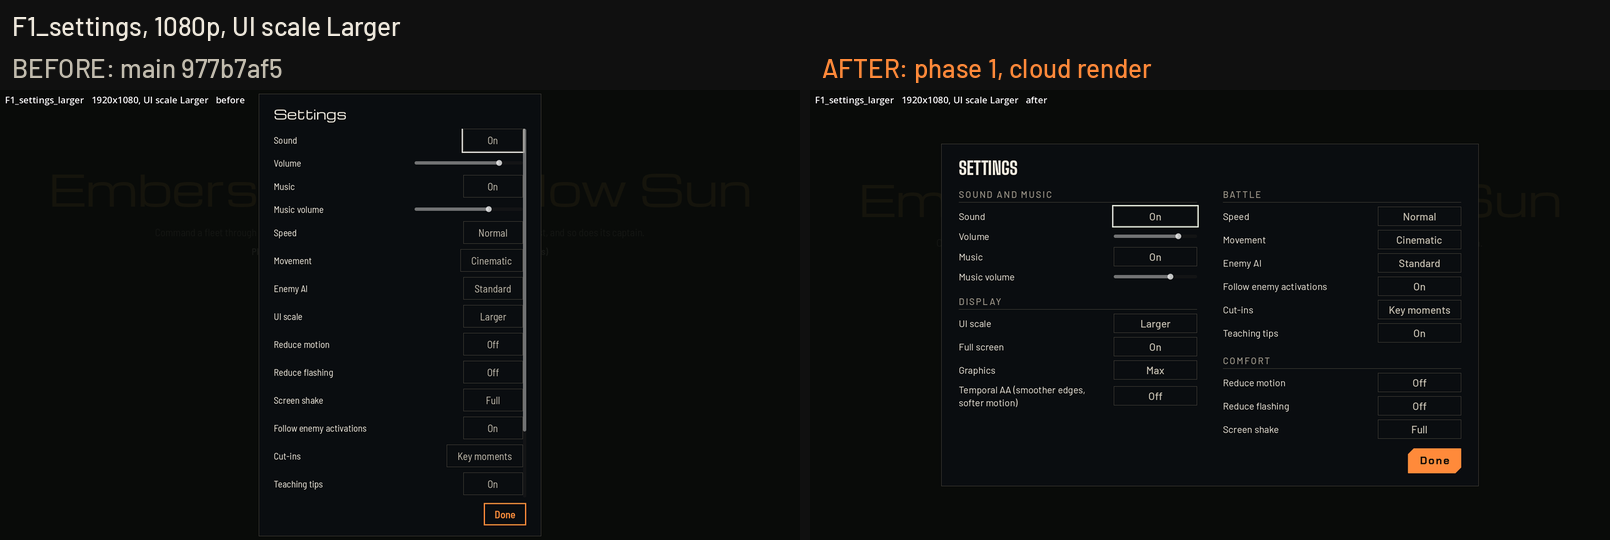 F1_settings, 1080p, UI scale Larger
BEFORE: main 977b7af5
F1_settings_larger 1920x1080, UI scale Larger before
Embers
low Sun
Settings
Sound On
Volume
Music On
Music volume
Speed Normal
Movement Cinematic
Enemy AI Standard
UI scale Larger
Reduce motion Off
Reduce flashing Off
Screen shake Full
Follow enemy activations On
Cut-ins Key moments
Teaching tips On
Done
AFTER: phase 1, cloud render
F1_settings_larger 1920x1080, UI scale Larger after
Em
Sun
SETTINGS
SOUND AND MUSIC
Sound On
Volume
Music On
Music volume
DISPLAY
UI scale Larger
Full screen On
Graphics Max
Temporal AA (smoother edges,
softer motion) Off
BATTLE
Speed Normal
Movement Cinematic
Enemy AI Standard
Follow enemy activations On
Cut-ins Key moments
Teaching tips On
COMFORT
Reduce motion Off
Reduce flashing Off
Screen shake Full
Done